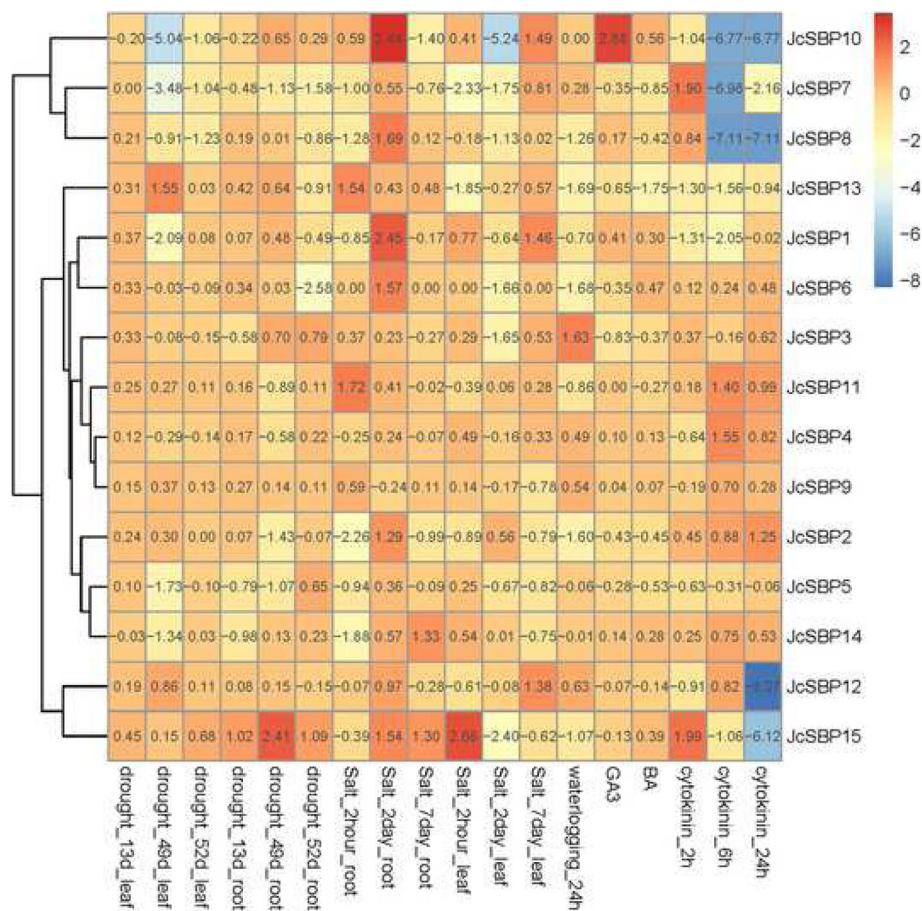 −0.20 −5.04 −1.06 −0.22 0.65 0.29 0.59 −1.40 0.41 −5.24 1.49 0.00 0.56 −1.04 −6.77 −6.77 JcSBP10
0.00 −3.48 −1.04 −0.48 −1.13 −1.58 −1.00 0.55 −0.76 −2.33 −1.75 0.81 0.28 −0.35 −0.85 1.90 −6.98 −2.16 JcSBP7
0.21 −0.91 −1.23 0.19 0.01 −0.86 −1.28 1.69 0.12 −0.18 −1.13 0.02 −1.26 0.17 −0.42 0.84 −7.11 −7.11 JcSBP8
0.31 1.55 0.03 0.42 0.64 −0.91 1.54 0.43 0.48 −1.85 −0.27 0.57 −1.69 −0.65 −1.75 −1.30 −1.56 −0.94 JcSBP13
0.37 −2.09 0.08 0.07 0.48 −0.49 −0.85 2.45 −0.17 0.77 −0.64 1.46 −0.70 0.41 0.30 −1.31 −2.05 −0.02 JcSBP1
0.33 −0.03 −0.09 0.34 0.03 −2.58 0.00 1.57 0.00 0.00 −1.66 0.00 −1.68 −0.35 0.47 0.12 0.24 0.48 JcSBP6
0.33 −0.08 −0.15 −0.58 0.70 0.79 0.37 0.23 −0.27 0.29 −1.65 0.53 1.63 −0.83 −0.37 0.37 −0.16 0.62 JcSBP3
0.25 0.27 0.11 0.16 −0.89 0.11 1.72 0.41 −0.02 −0.39 0.06 0.28 −0.86 0.00 −0.27 0.18 1.40 0.99 JcSBP11
0.12 −0.29 −0.14 0.17 −0.58 0.22 −0.25 0.24 −0.07 0.49 −0.16 0.33 0.49 0.10 0.13 −0.64 1.55 0.82 JcSBP4
0.15 0.37 0.13 0.27 0.14 0.11 0.59 −0.24 0.11 0.14 −0.17 −0.78 0.54 0.04 0.07 −0.19 0.70 0.28 JcSBP9
0.24 0.30 0.00 0.07 −1.43 −0.07 −2.26 1.29 −0.99 −0.89 0.56 −0.79 −1.60 −0.43 −0.45 0.45 0.88 1.25 JcSBP2
0.10 −1.73 −0.10 −0.79 −1.07 0.65 −0.94 0.36 −0.09 0.25 −0.67 −0.82 −0.06 −0.28 −0.53 −0.63 −0.31 −0.06 JcSBP5
−0.03 −1.34 0.03 −0.98 0.13 0.23 −1.88 0.57 1.33 0.54 0.01 −0.75 −0.01 0.14 0.28 0.25 0.75 0.53 JcSBP14
0.19 0.86 0.11 0.08 0.15 −0.15 −0.07 0.97 −0.28 −0.61 −0.08 1.38 0.63 −0.07 −0.14 −0.91 0.82 JcSBP12
0.45 0.15 0.68 1.02 2.41 1.09 −0.39 1.54 1.30 −2.40 −0.62 −1.07 −0.13 0.39 1.99 −1.06 −6.12 JcSBP15
drought_13d_leaf
drought_49d_leaf
drought_52d_leaf
drought_13d_root
drought_49d_root
drought_52d_root
Salt_2hour_root
Salt_2day_root
Salt_7day_root
Salt_2hour_leaf
Salt_2day_leaf
Salt_7day_leaf
waterlogging_24h
GA3
BA
cytokinin_2h
cytokinin_6h
cytokinin_24h
2
0
−2
−4
−6
−8